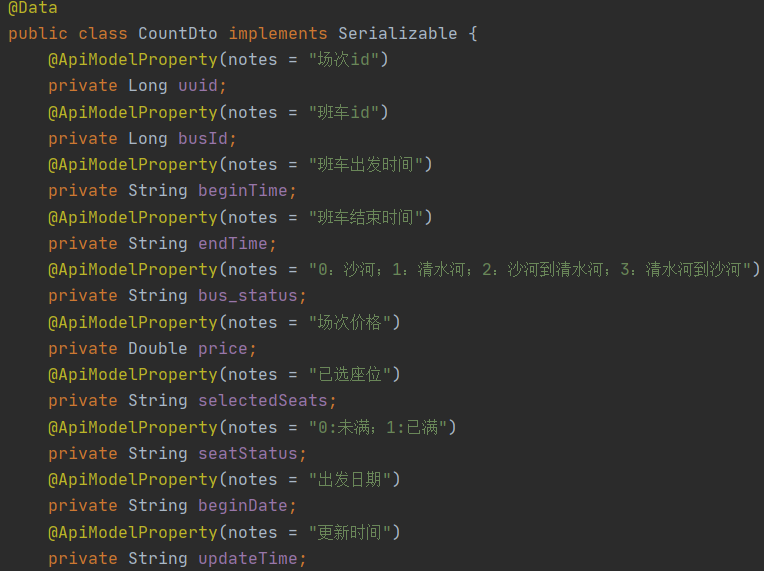 @Data
public class CountDto implements Serializable {
    @ApiModelProperty(notes = "场次id")
    private Long uuid;
    @ApiModelProperty(notes = "班车id")
    private Long busId;
    @ApiModelProperty(notes = "班车出发时间")
    private String beginTime;
    @ApiModelProperty(notes = "班车结束时间")
    private String endTime;
    @ApiModelProperty(notes = "0：沙河；1：清水河；2：沙河到清水河；3：清水河到沙河")
    private String bus_status;
    @ApiModelProperty(notes = "场次价格")
    private Double price;
    @ApiModelProperty(notes = "已选座位")
    private String selectedSeats;
    @ApiModelProperty(notes = "0:未满；1:已满")
    private String seatStatus;
    @ApiModelProperty(notes = "出发日期")
    private String beginDate;
    @ApiModelProperty(notes = "更新时间")
    private String updateTime;